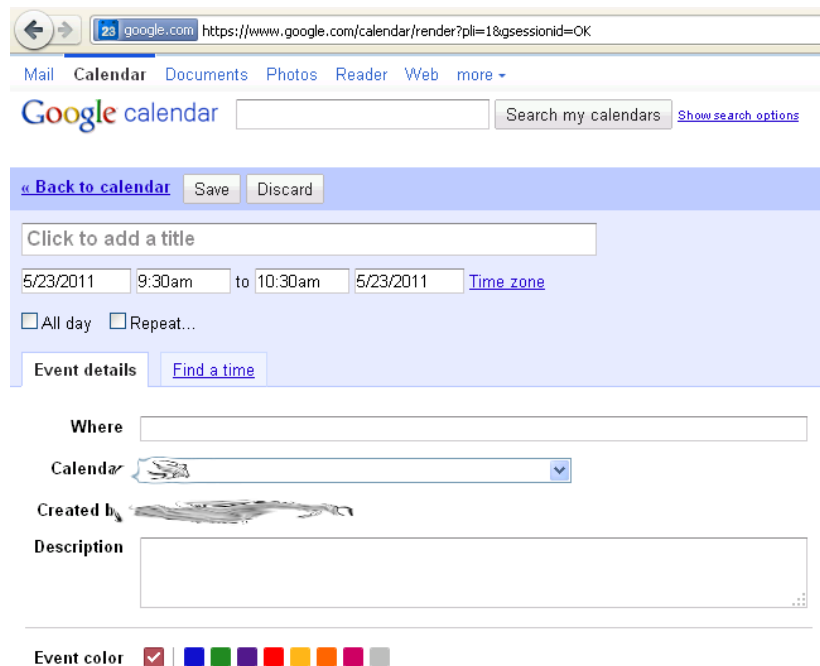 23 google.com https://www.google.com/calendar/render?pli=1&gsessionid=OK
Mail Calendar Documents Photos Reader Web more
Google calendar Search my calendars Show search options
« Back to calendar Save Discard
Click to add a title
5/23/2011 9:30am to 10:30am 5/23/2011 Time zone
All day Repeat...
Event details Find a time
Where
Calendar
Created by
Description
Event color